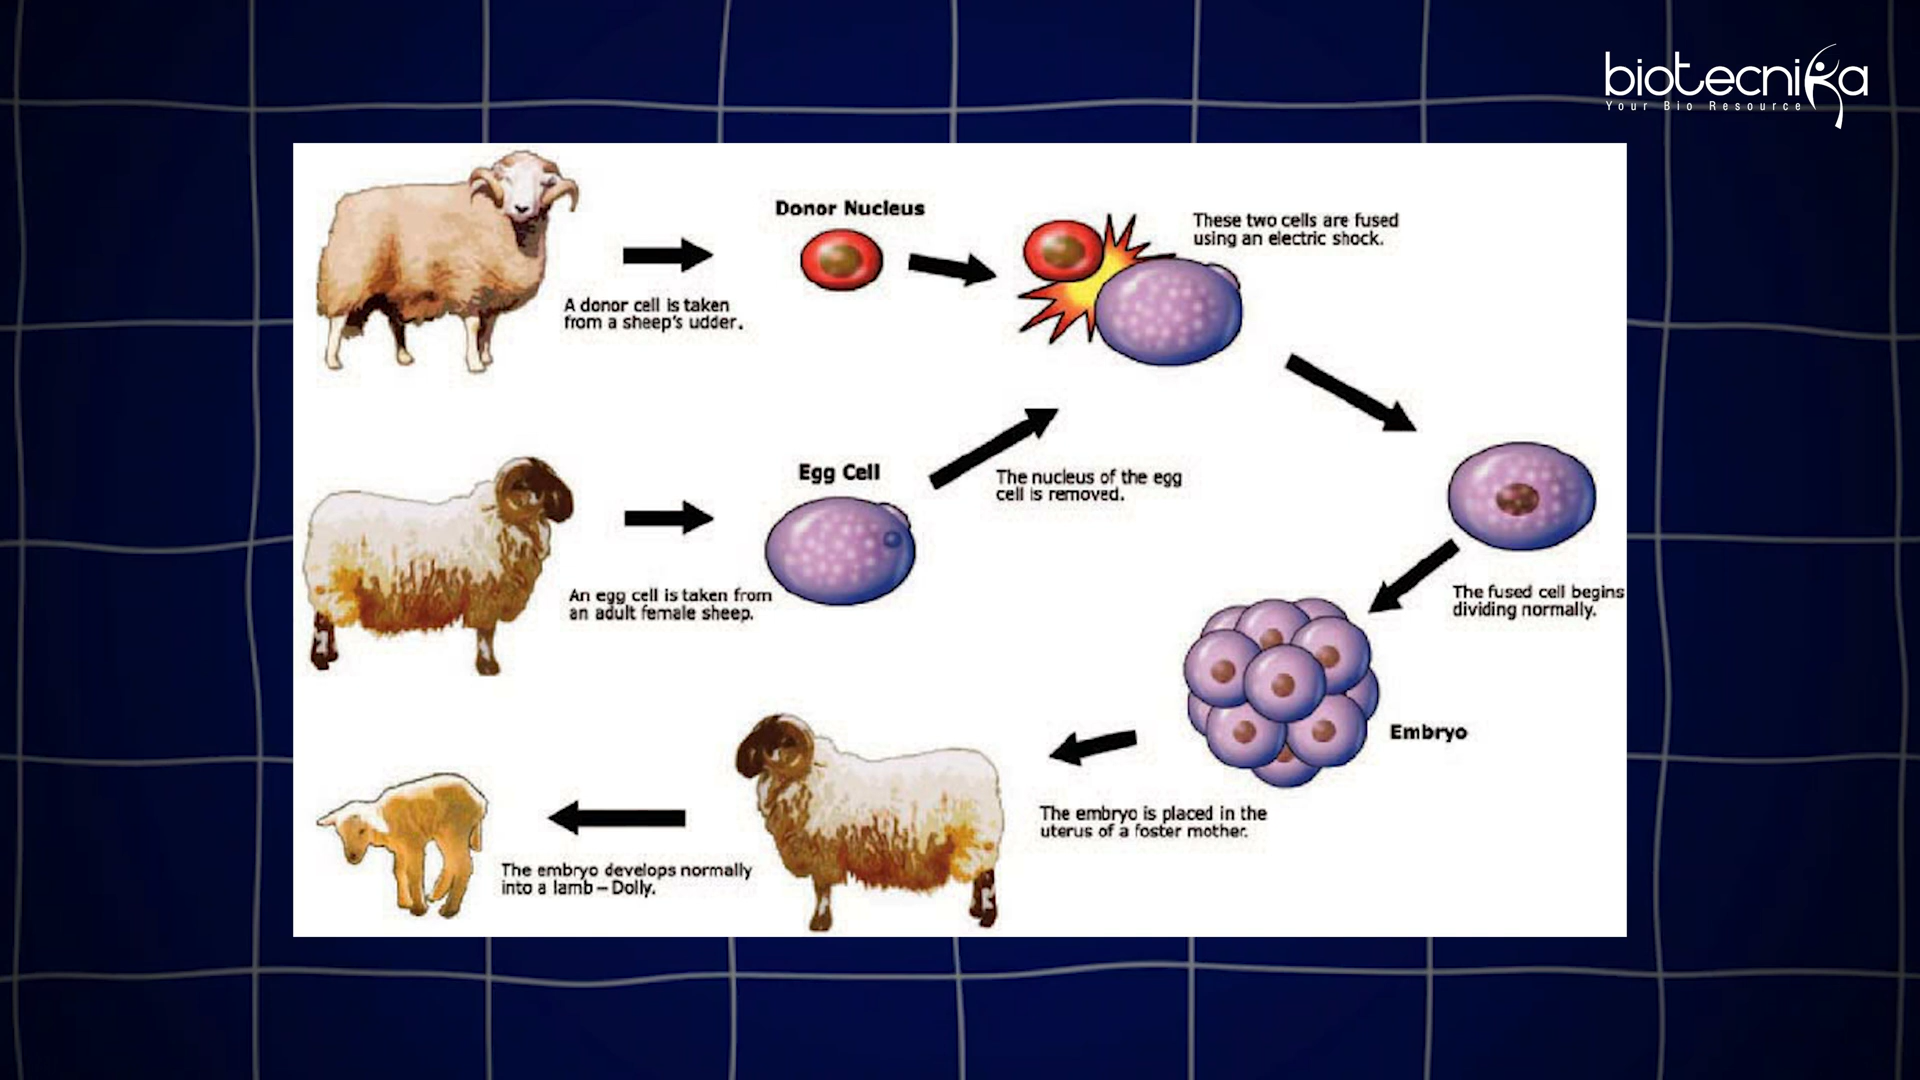 biotecnika
Your Bio Resource
Donor Nucleus
These two cells are fused
using an electric shock.
A donor cell is taken
from a sheep's udder.
Egg Cell
The nucleus of the egg
cell is removed.
An egg cell is taken from
an adult female sheep.
The fused cell begins
dividing normally.
Embryo
The embryo is placed in the
uterus of a foster mother.
The embryo develops normally
into a lamb – Dolly.